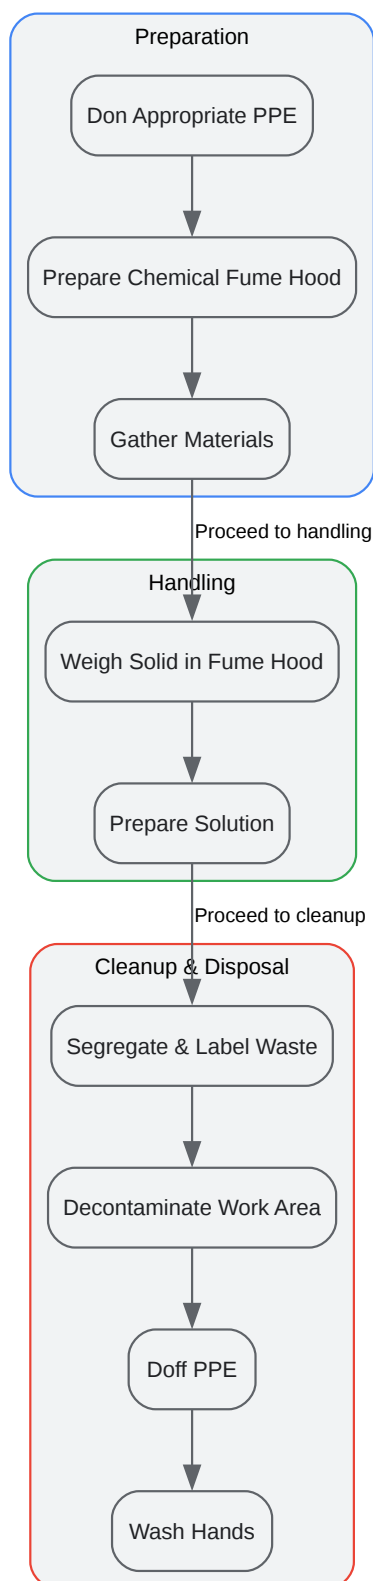 Preparation
Don Appropriate PPE
Prepare Chemical Fume Hood
Gather Materials
Proceed to handling
Handling
Weigh Solid in Fume Hood
Prepare Solution
Proceed to cleanup
Cleanup & Disposal
Segregate & Label Waste
Decontaminate Work Area
Doff PPE
Wash Hands